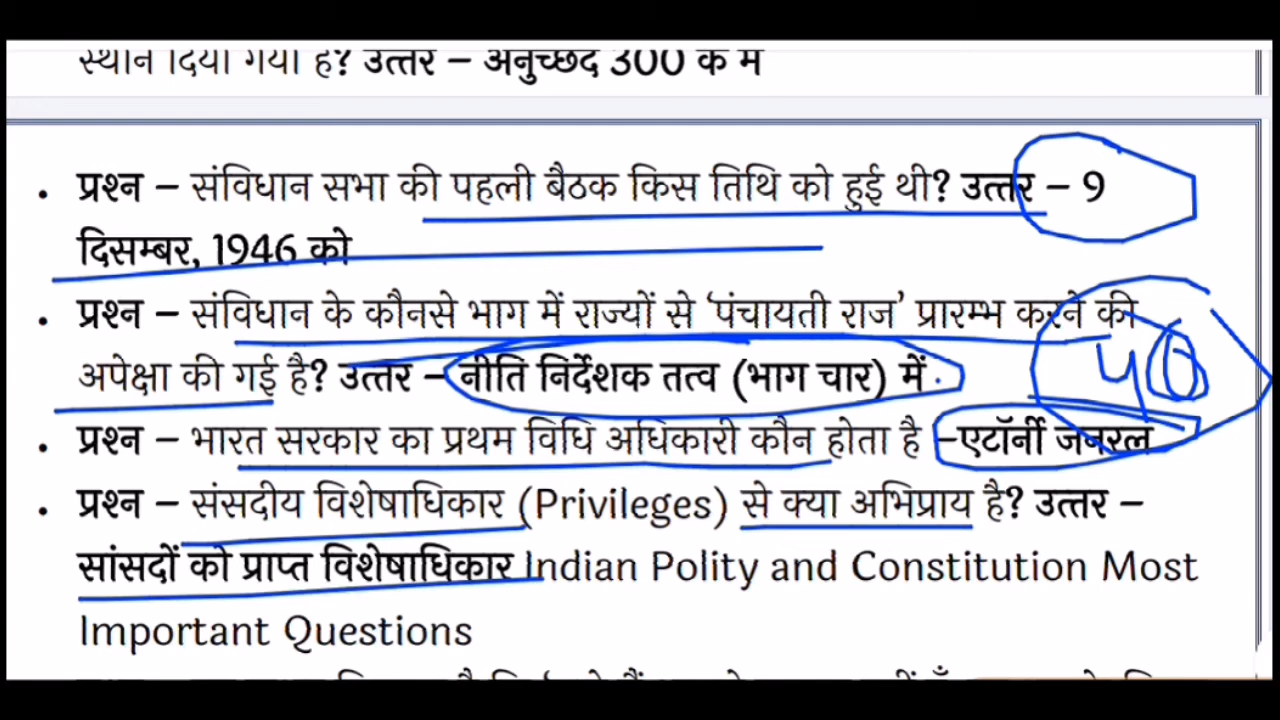 स्थान दिया गया है? उत्तर – अनुच्छेद 300 क में
• प्रश्न – संविधान सभा की पहली बैठक किस तिथि को हुई थी? उत्तर – 9
दिसम्बर, 1946 को
• प्रश्न – संविधान के कौनसे भाग में राज्यों से ‘पंचायती राज’ प्रारम्भ करने की
अपेक्षा की गई है? उत्तर – नीति निर्देशक तत्व (भाग चार) में
40
• प्रश्न – भारत सरकार का प्रथम विधि अधिकारी कौन होता है –एटॉर्नी जनरल
• प्रश्न – संसदीय विशेषाधिकार (Privileges) से क्या अभिप्राय है? उत्तर –
सांसदों को प्राप्त विशेषाधिकार Indian Polity and Constitution Most
Important Questions